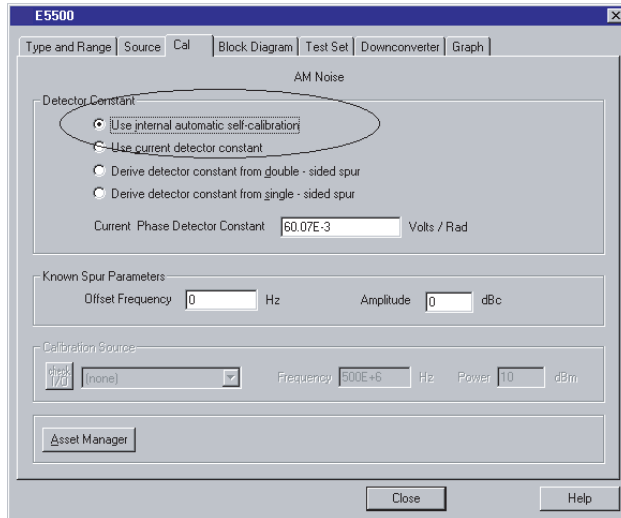 E5500
Type and Range Source Cal Block Diagram Test Set Downconverter Graph
AM Noise
Detector Constant
Use internal automatic self-calibration
Use current detector constant
Derive detector constant from double - sided spur
Derive detector constant from single - sided spur
Current Phase Detector Constant 60.07E-3 Volts / Rad
Known Spur Parameters
Offset Frequency 0 Hz Amplitude 0 dBc
Calibration Source
check I/O (none) Frequency 500E+6 Hz Power 10 dBm
Asset Manager
Close Help